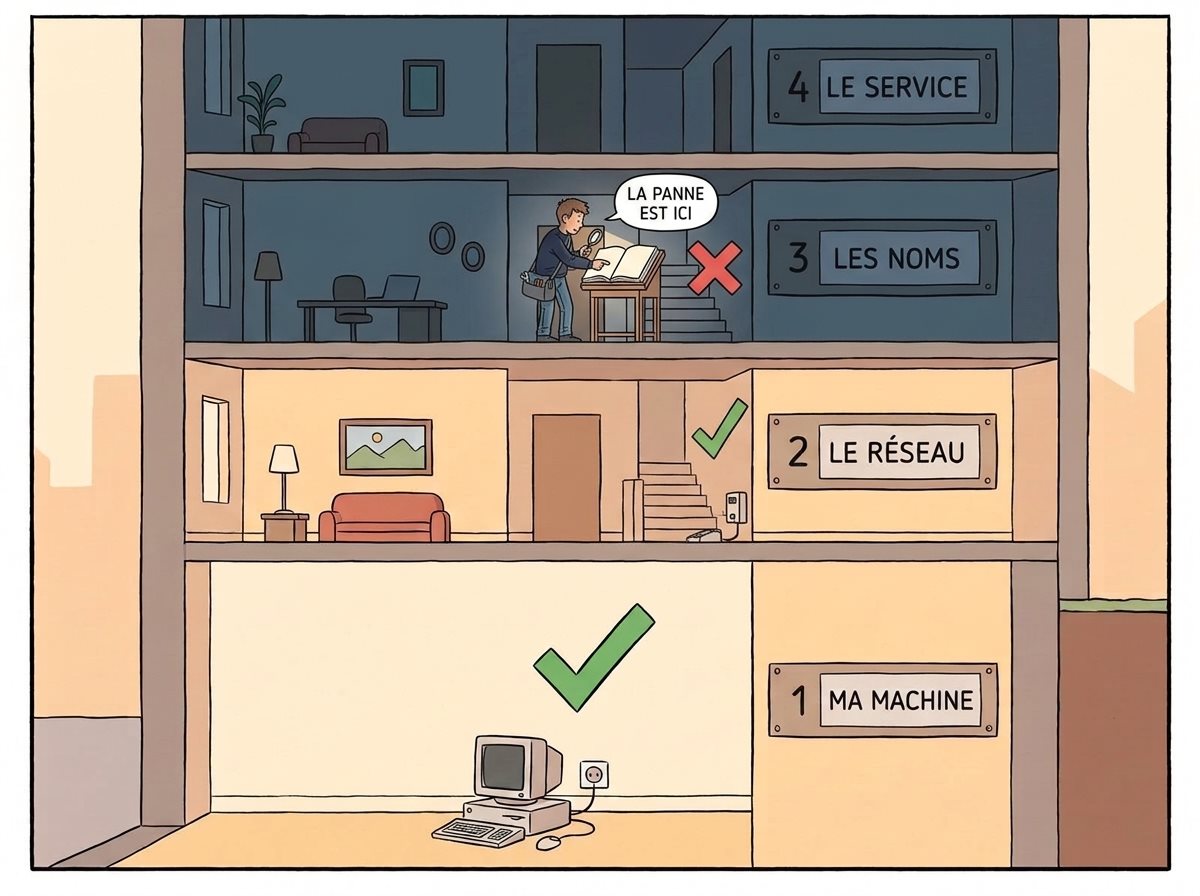 4 LE SERVICE
LA PANNE
EST ICI
3 LES NOMS
2 LE RÉSEAU
1 MA MACHINE